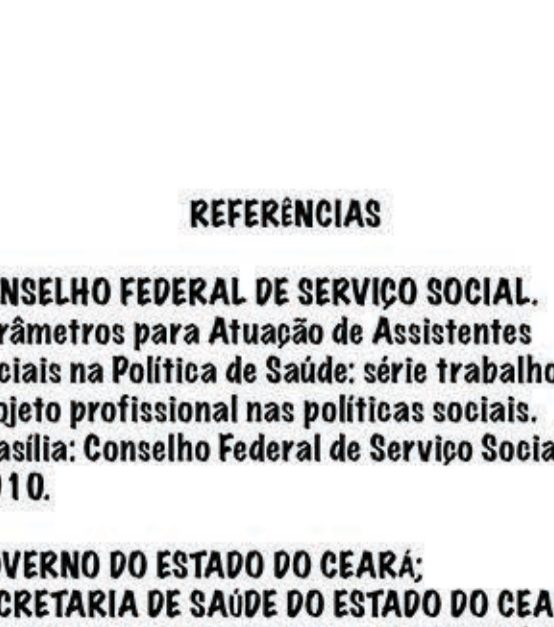 REFERÊNCIAS
NSELHO FEDERAL DE SERVIÇO SOCIAL.
râmetros para Atuação de Assistentes
ciais na Política de Saúde: série trabalho
ojeto profissional nas políticas sociais.
asília: Conselho Federal de Serviço Socia
10.
VERNO DO ESTADO DO CEARÁ;
CRETARIA DE SAÚDE DO ESTADO DO CEA